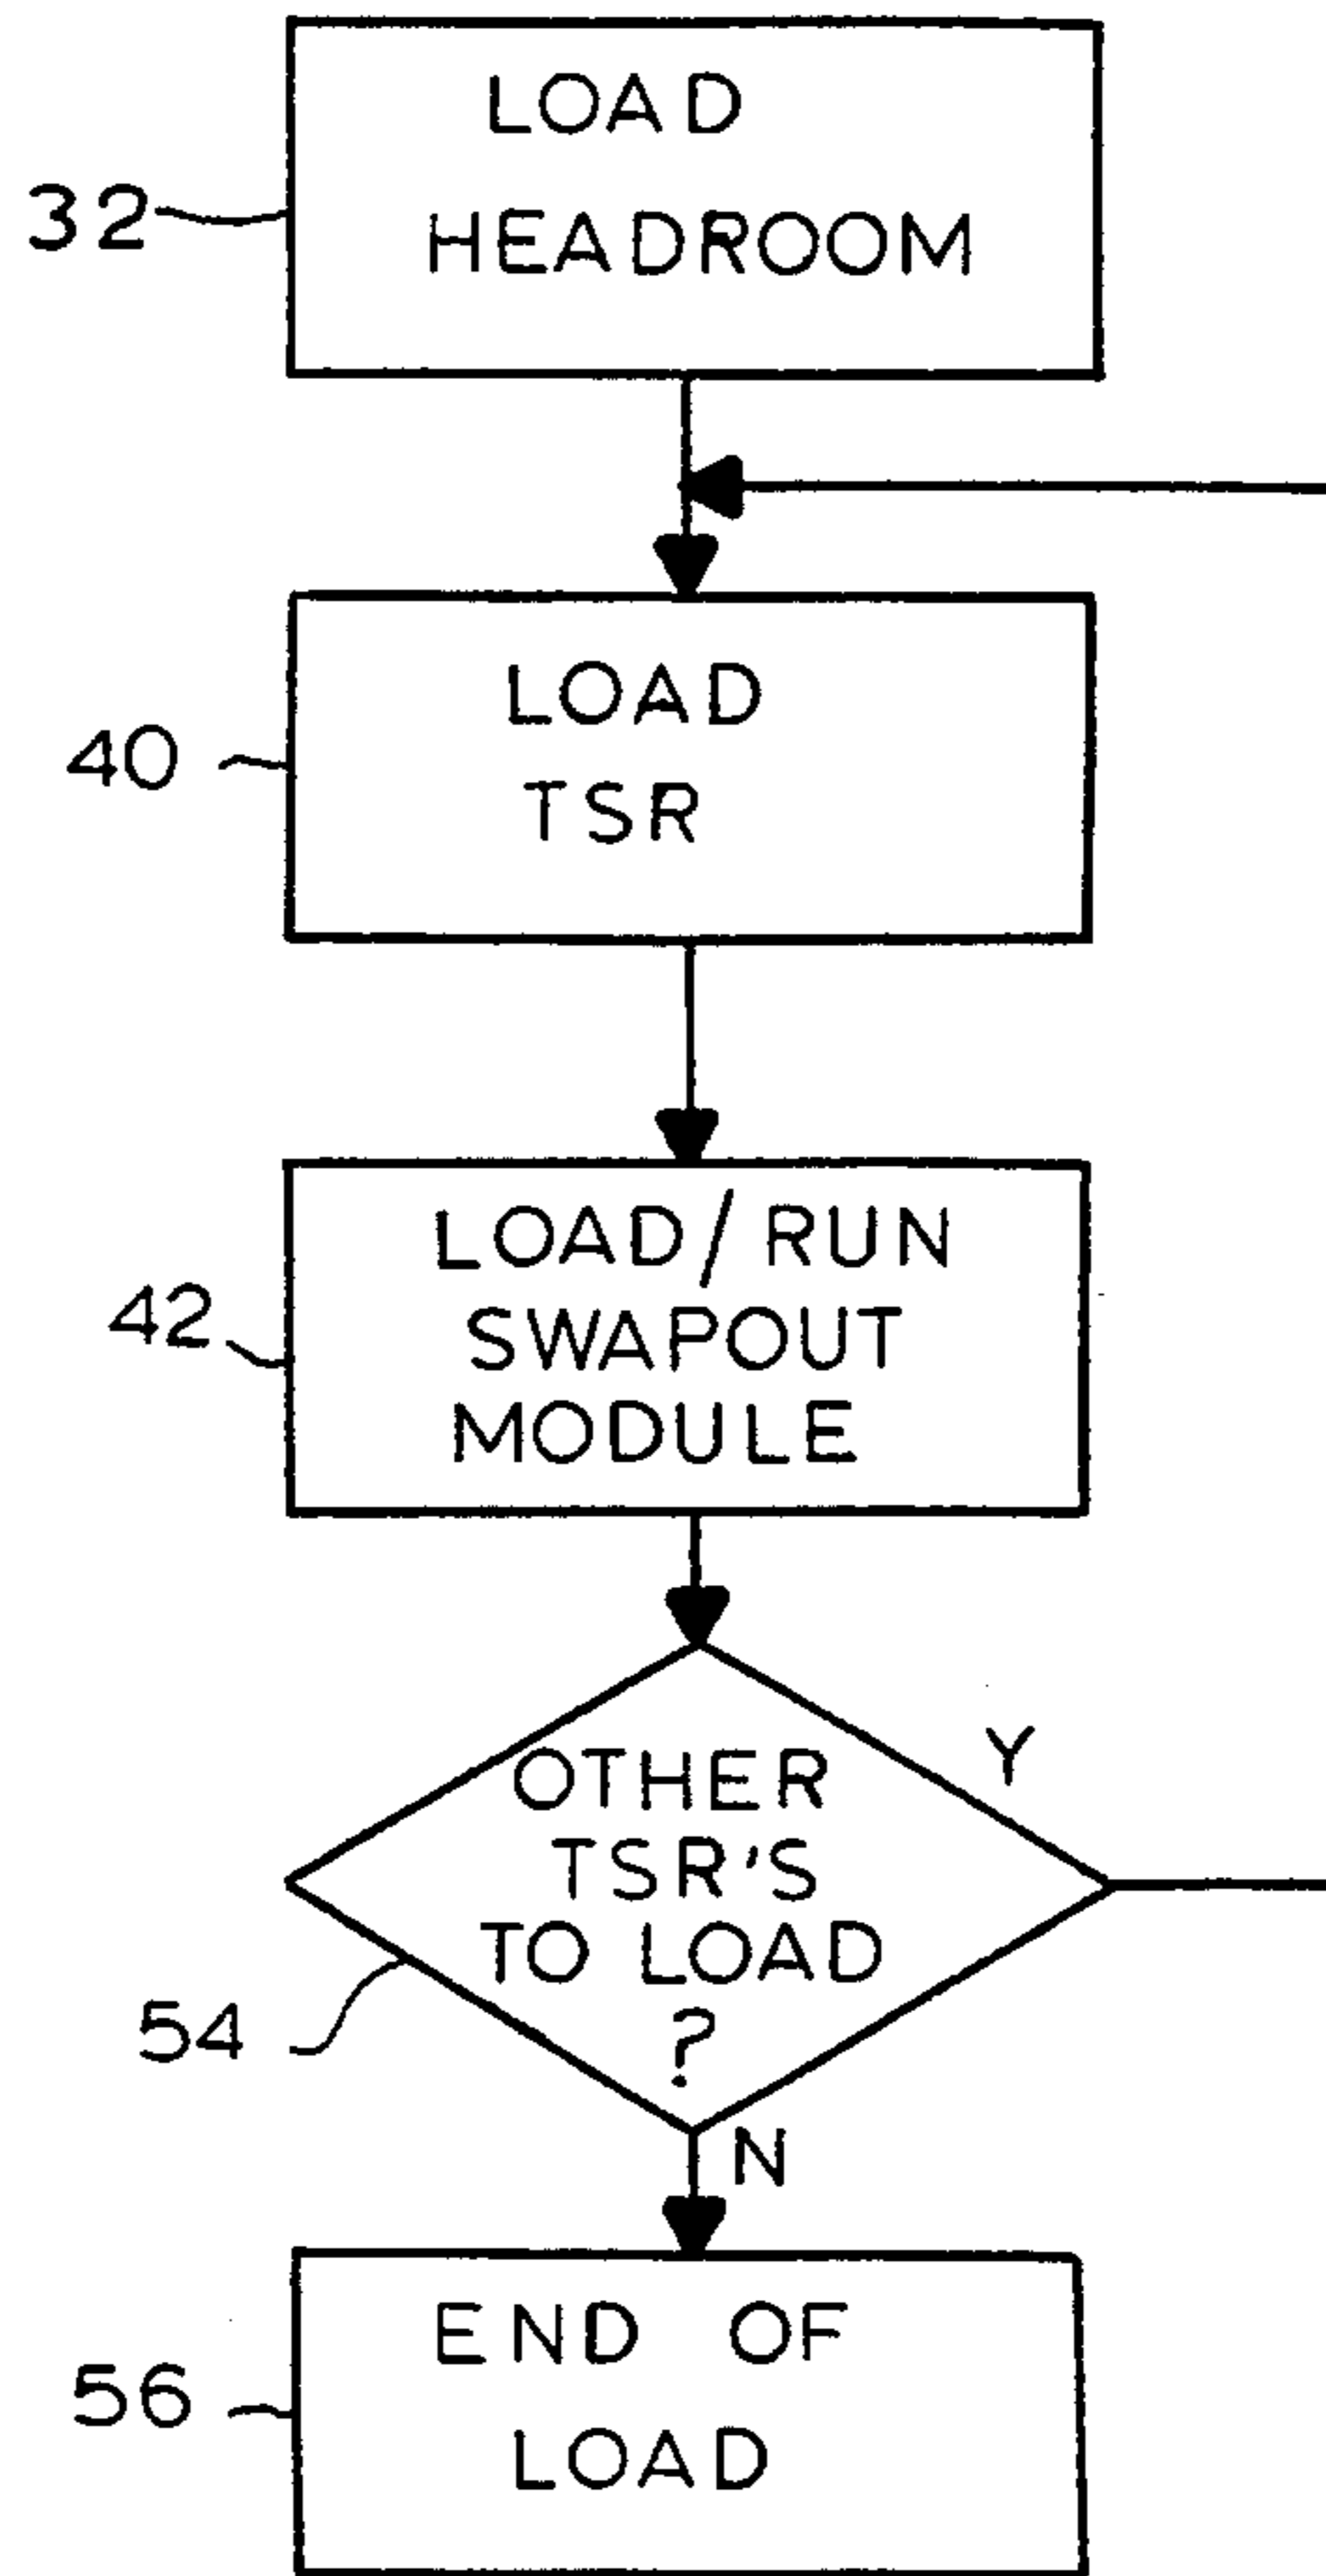 LOAD
HEADROOM
32
LOAD
TSR
40
LOAD/RUN
SWAPOUT
MODULE
42
OTHER
TSR'S
TO LOAD
?
Y
54
N
END OF
LOAD
56